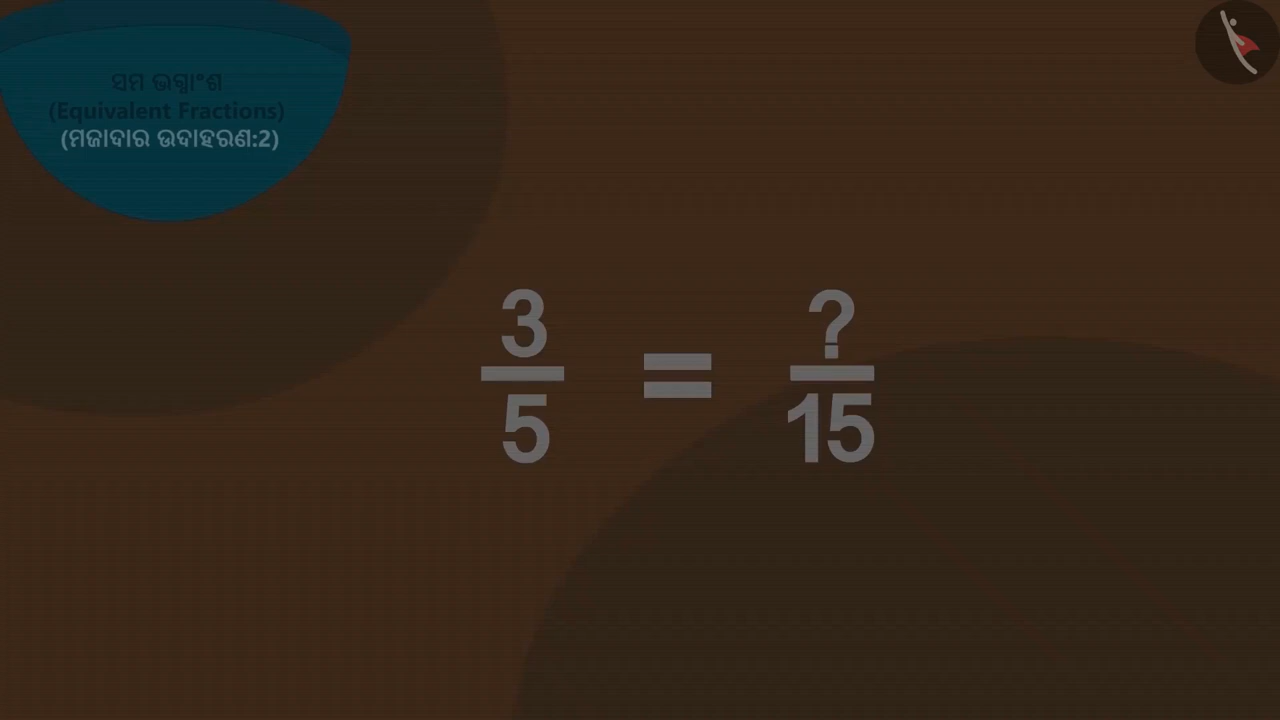 ସମ ଭଗ୍ନାଂଶ
(Equivalent Fractions)
(ମଜାଦାର ଉଦାହରଣ:2)
3/5 = ?/15